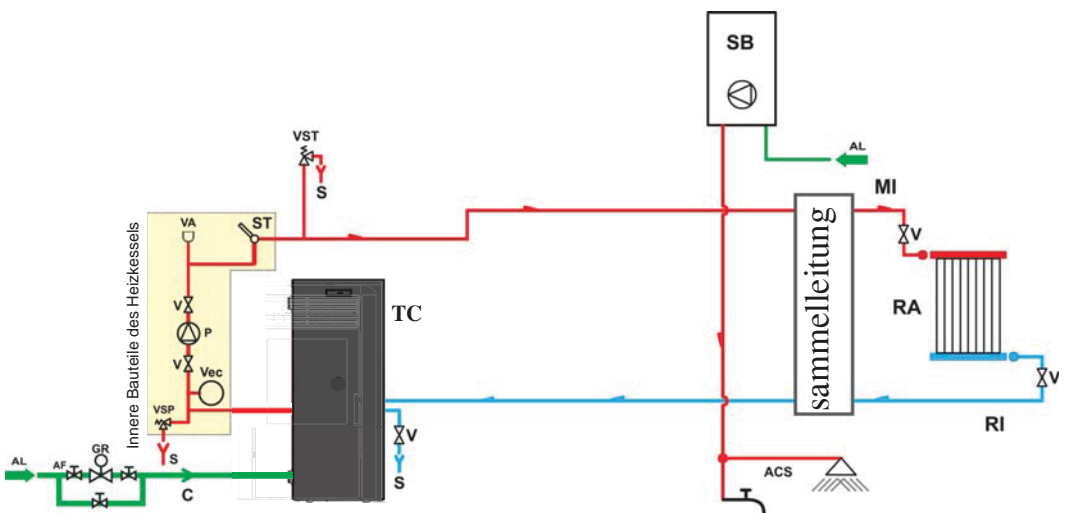 SB
VST
AL
S
MI
VA
ST
V
sammelleitung
Innere Bauteile des Heizkessels
RA
TC
V
P
V
Vec
V
VSP
RI
GR
V
AL
AF
S
S
ACS
C